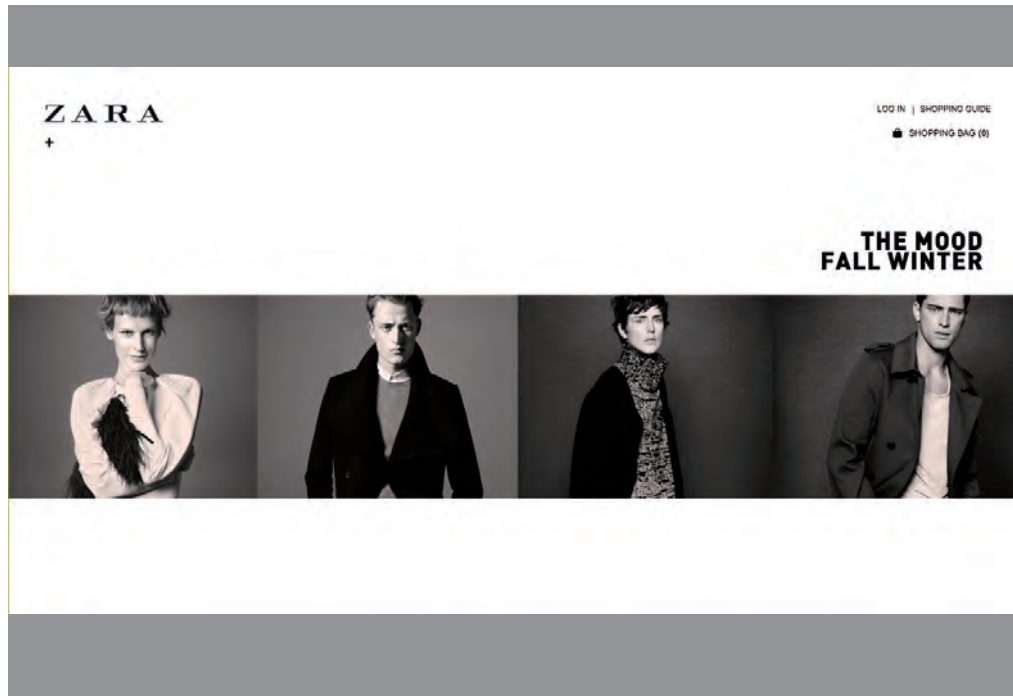 ZARA
+
LOG IN | SHOPPING GUIDE
SHOPPING BAG (0)
THE MOOD
FALL WINTER